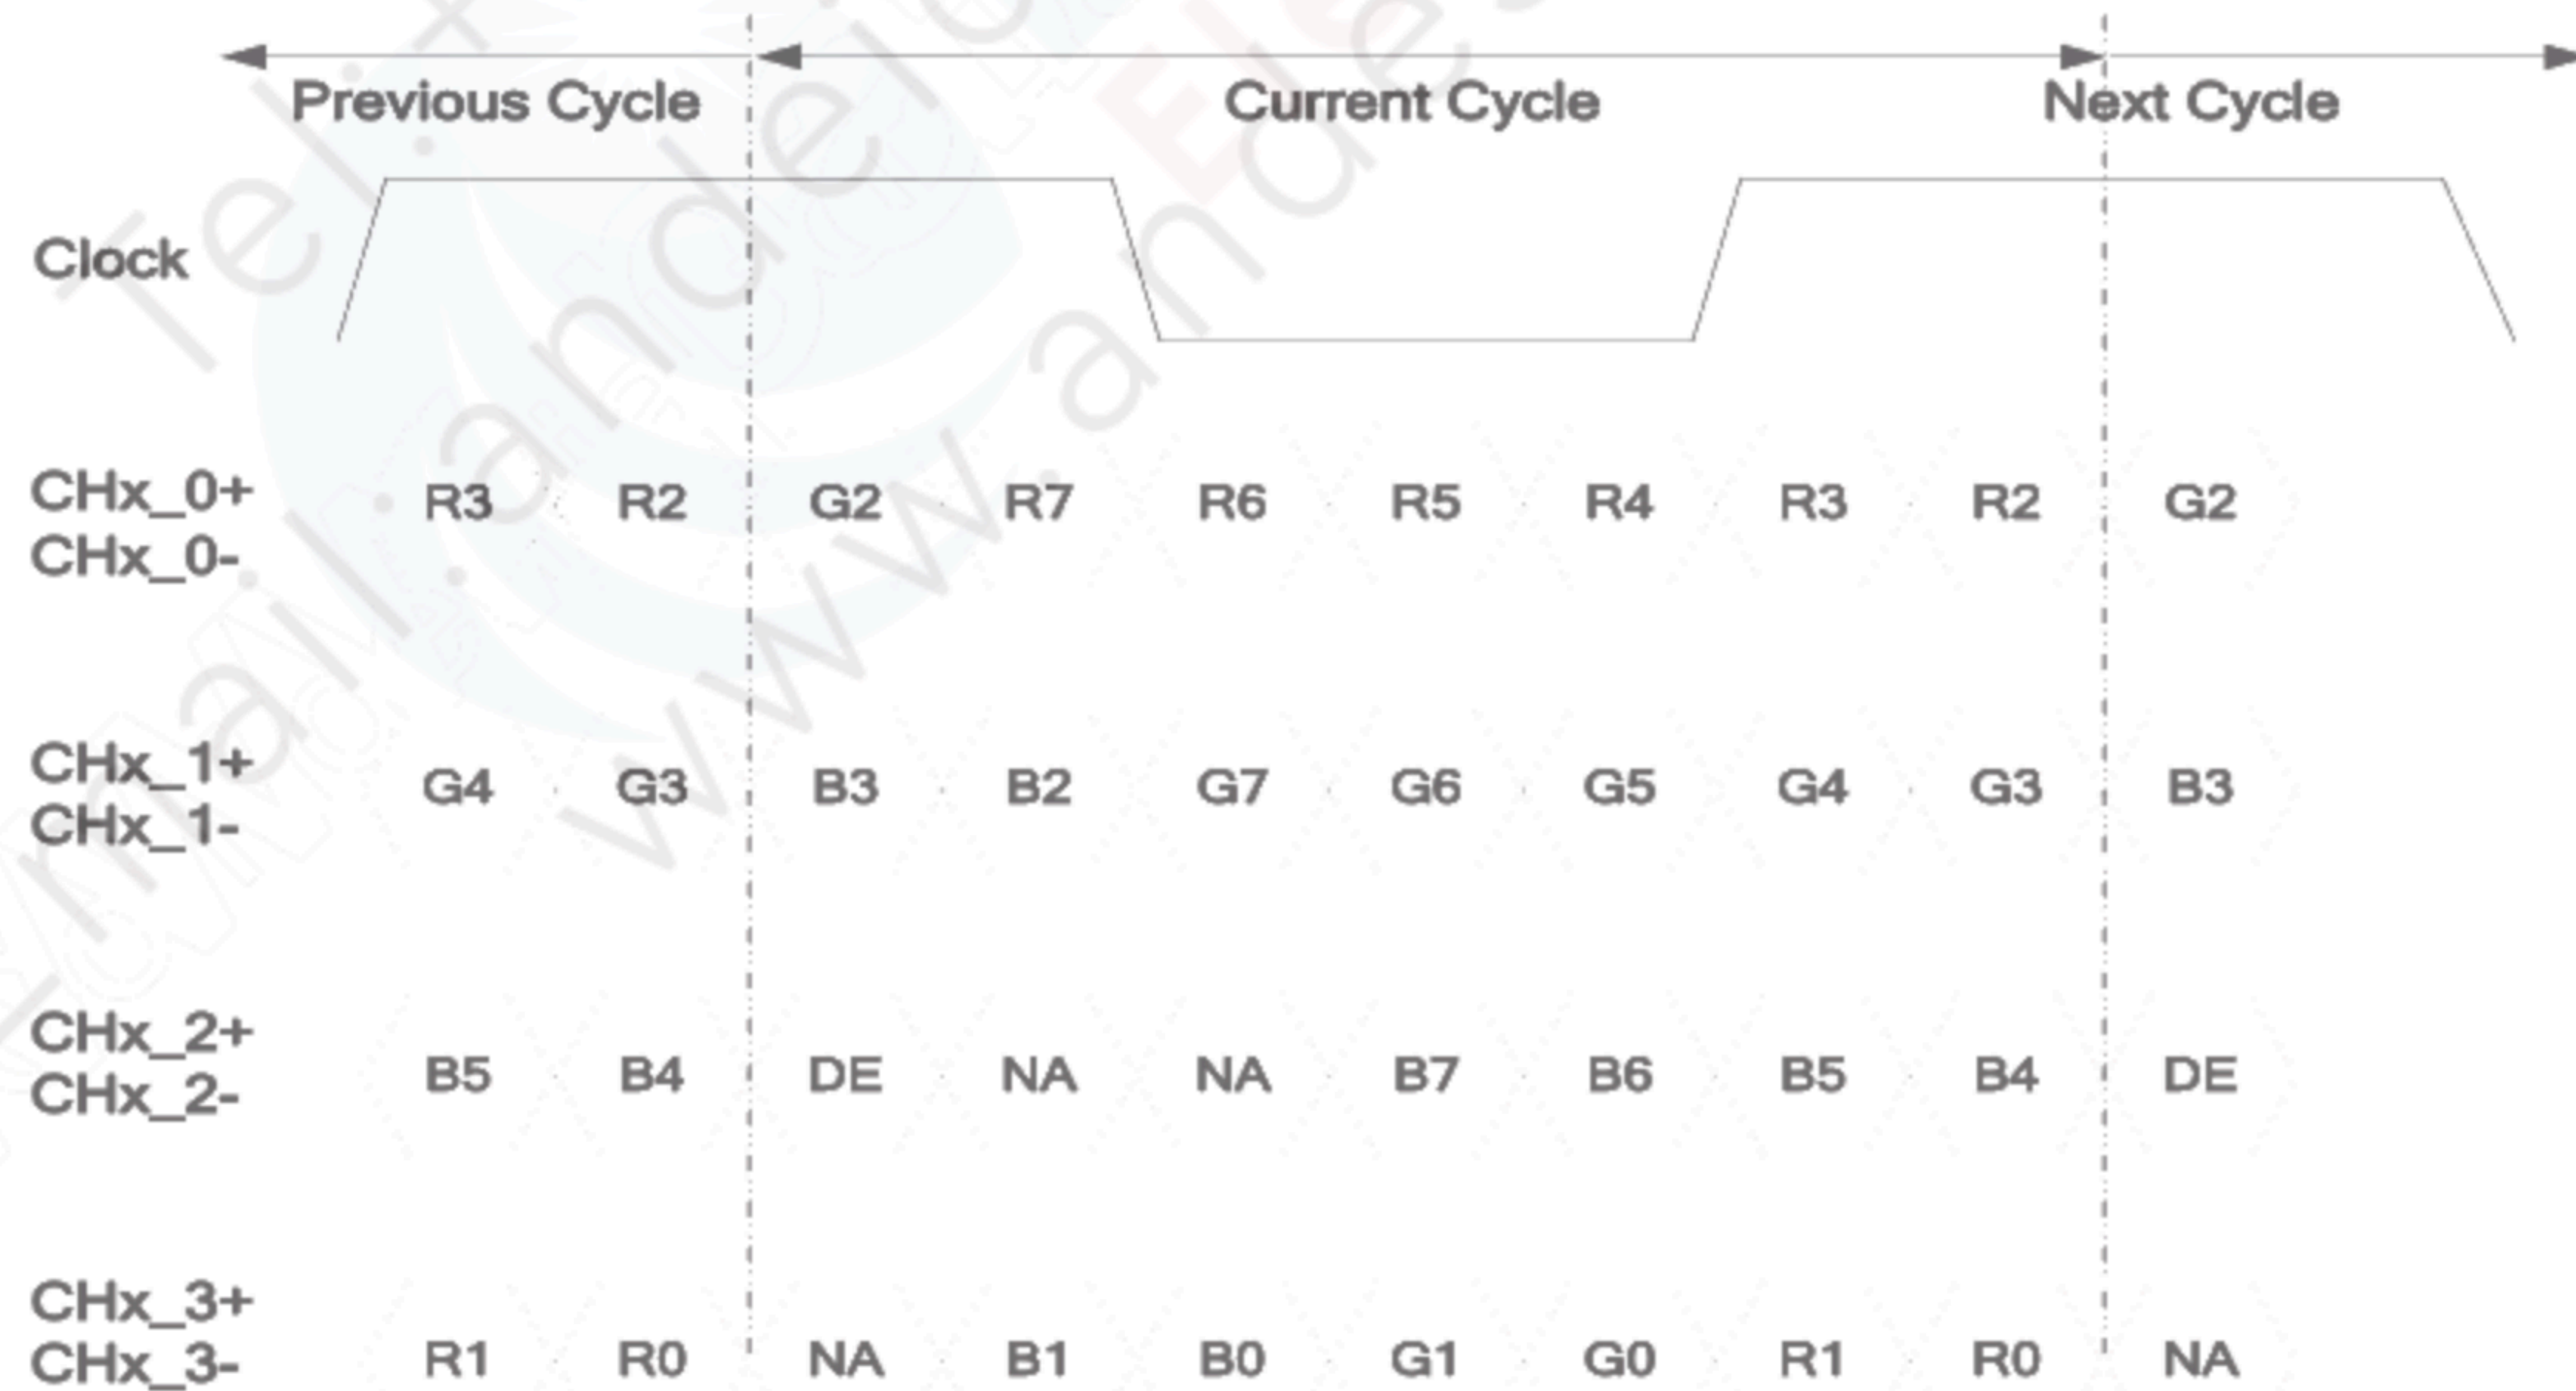 Previous Cycle Current Cycle Next Cycle
Clock
CHx_0+
R3 R2 G2 R7 R6 R5 R4 R3 R2 G2
CHx_0-
CHx_1+
G4 G3 B3 B2 G7 G6 G5 G4 G3 B3
CHx_1-
CHx_2+
B5 B4 DE NA NA B7 B6 B5 B4 DE
CHx_2-
CHx_3+
CHx_3- R1 R0 NA B1 B0 G1 G0 R1 R0 NA